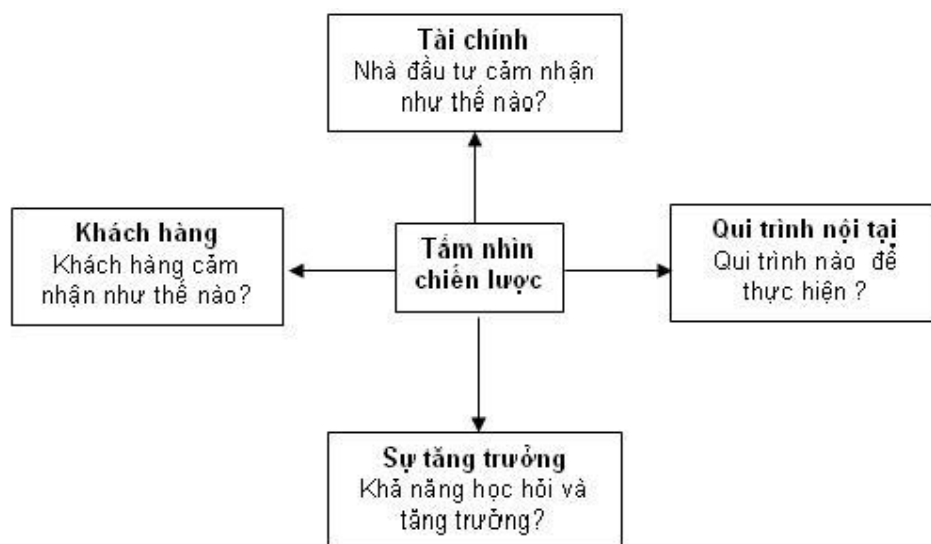 Tài chính
Nhà đầu tư cảm nhận
như thế nào?
Khách hàng
Khách hàng cảm
nhận như thế nào?
Tầm nhìn
chiến lược
Qui trình nội tại
Qui trình nào để
thực hiện ?
Sự tăng trưởng
Khả năng học hỏi và
tăng trưởng?